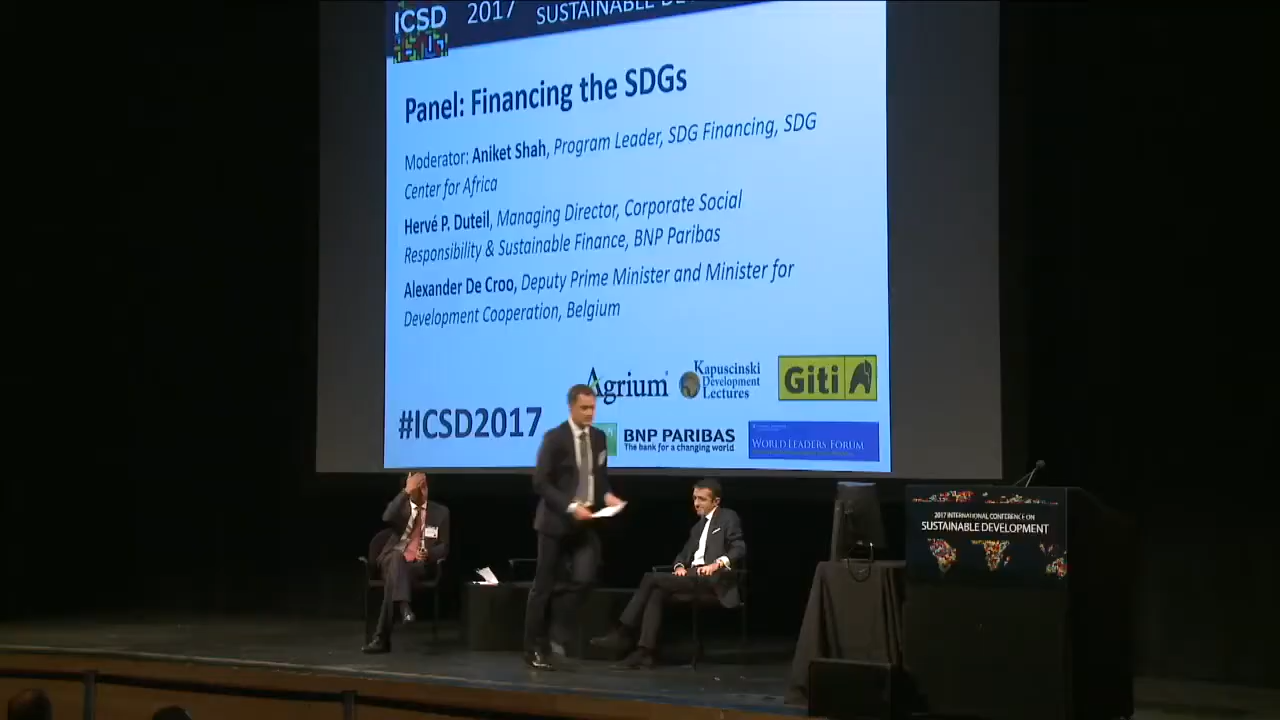 ICSD 2017 SUSTAINABLE
Panel: Financing the SDGs
Moderator: Aniket Shah, Program Leader, SDG Financing, SDG
Center for Africa
Hervé P. Duteil, Managing Director, Corporate Social
Responsibility & Sustainable Finance, BNP Paribas
Alexander De Croo, Deputy Prime Minister and Minister for
Development Cooperation, Belgium
Agrium
Kapuscinski
Development
Lectures
Giti
#ICSD2017
BNP PARIBAS
The bank for a changing world
WORLD LEADERS FORUM
2017 INTERNATIONAL CONFERENCE ON
SUSTAINABLE DEVELOPMENT